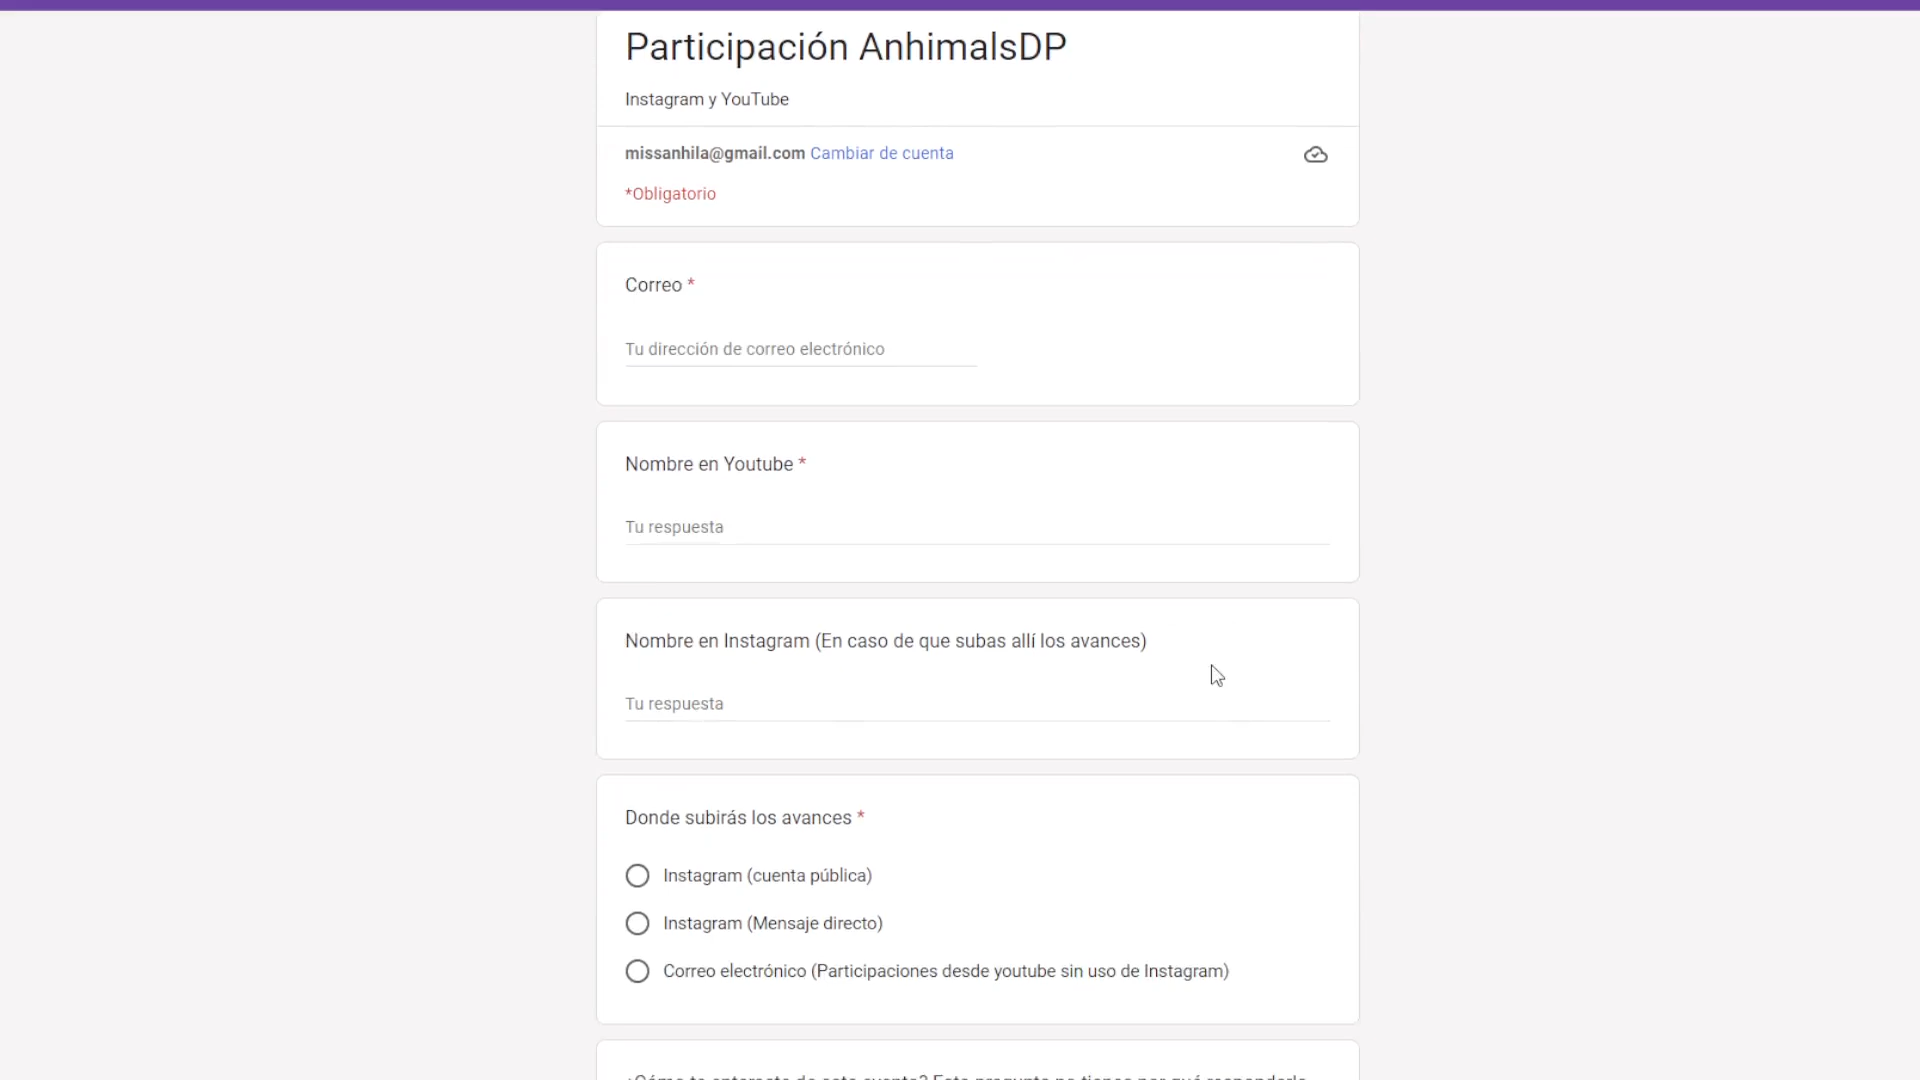 Participación AnhimalsDP
Instagram y YouTube
missanhila@gmail.com Cambiar de cuenta
*Obligatorio
Correo *
Tu dirección de correo electrónico
Nombre en Youtube *
Tu respuesta
Nombre en Instagram (En caso de que subas allí los avances)
Tu respuesta
Donde subirás los avances *
Instagram (cuenta pública)
Instagram (Mensaje directo)
Correo electrónico (Participaciones desde youtube sin uso de Instagram)